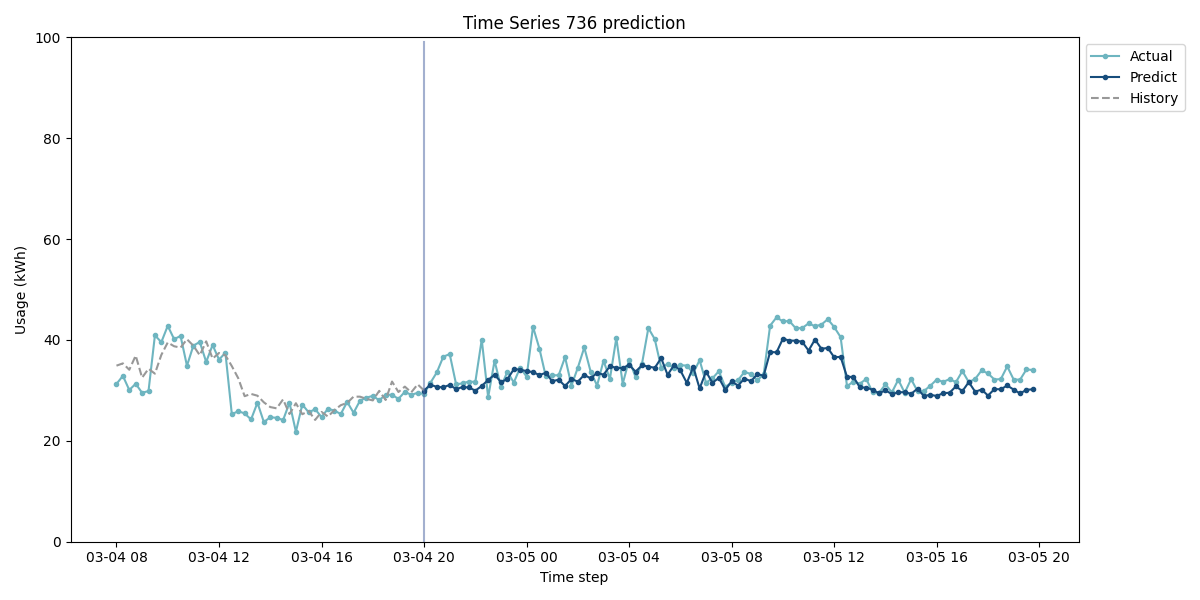 Time Series 736 prediction
Usage (kWh)
100
80
60
40
20
0
03-04 08
03-04 12
03-04 16
03-04 20
03-05 00
03-05 04
03-05 08
03-05 12
03-05 16
03-05 20
Time step
Actual
Predict
History